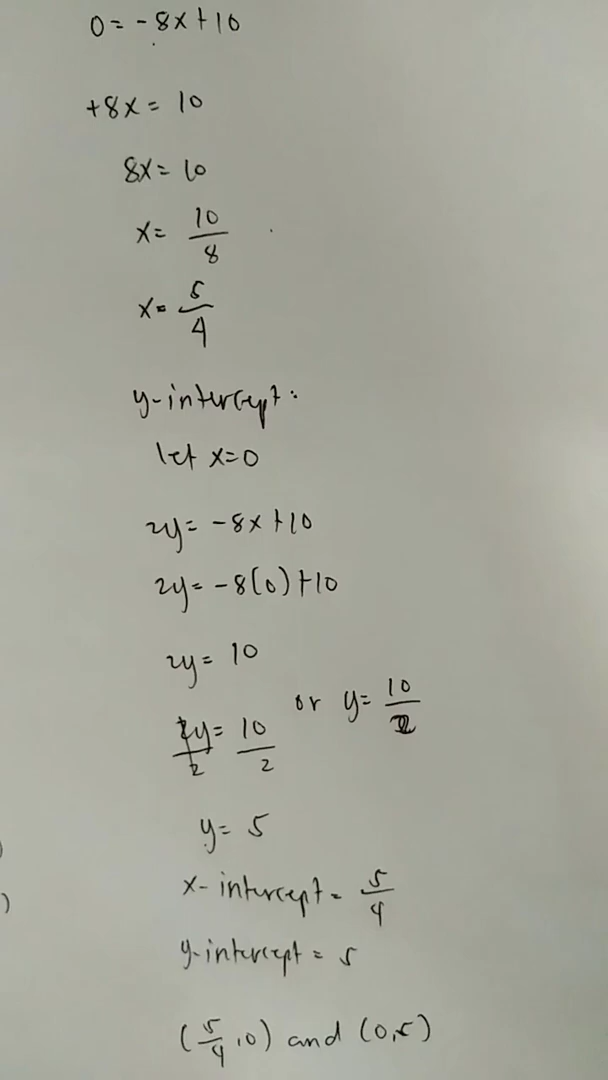 0 = -8x + 10
+8x = 10
8x = 10
x = 10/8
x = 5/4
y-intercept:
let x=0
2y = -8x + 10
2y = -8(0) + 10
2y = 10
2y/2 = 10/2 or y = 10/2
y = 5
x-intercept = 5/4
y-intercept = 5
(5/4, 0) and (0,5)